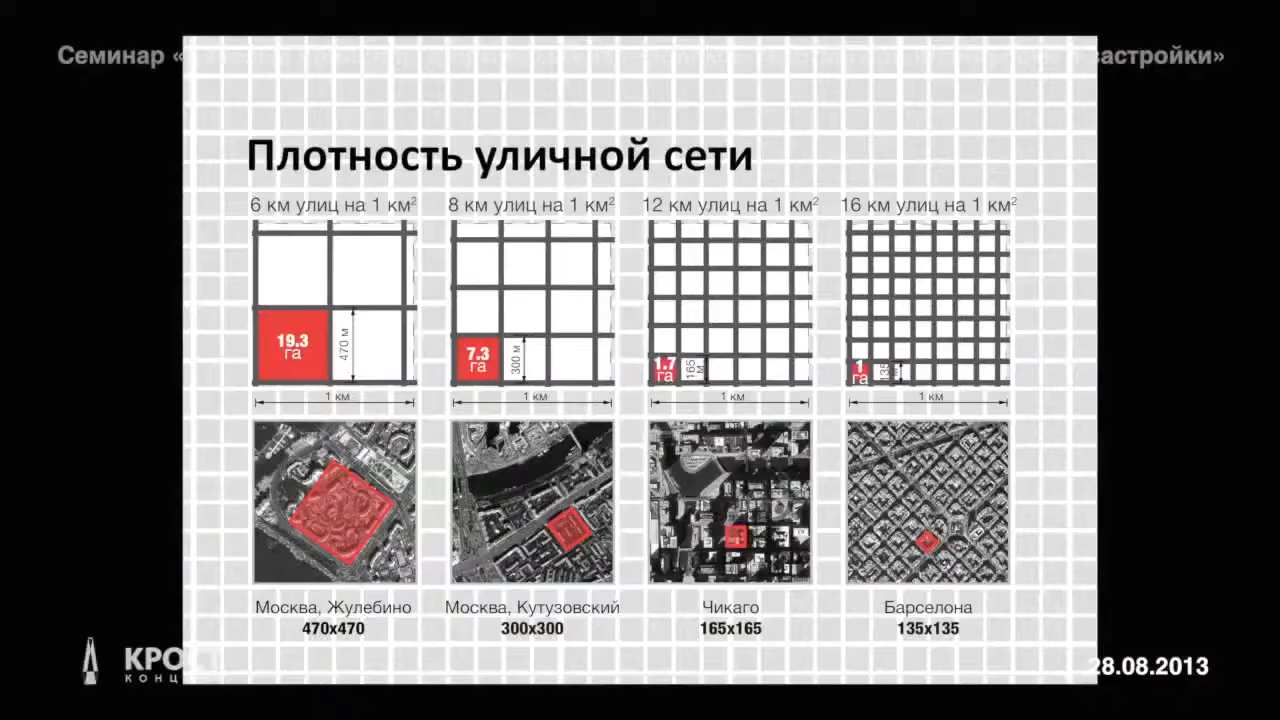 Семинар « застройки»
Плотность уличной сети
6 км улиц на 1 км² 8 км улиц на 1 км² 12 км улиц на 1 км² 16 км улиц на 1 км²
19.3 га 470 м 7.3 га 300 м 1.7 га 165 м 1 га 135 м
1 км 1 км 1 км 1 км
Москва, Жулебино Москва, Кутузовский Чикаго Барселона
470x470 300x300 165x165 135x135
28.08.2013